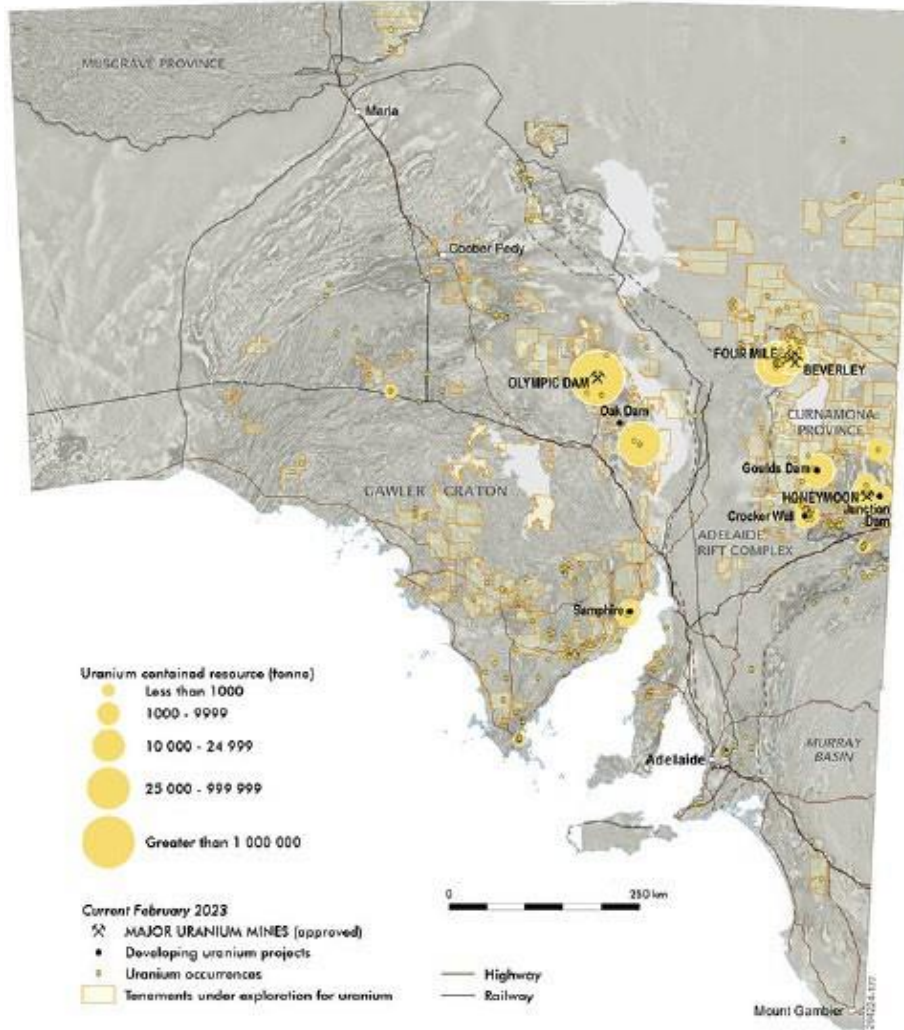 MUSGRAVE PROVINCE
Marla
Coober Pedy
FOUR MILE
BEVERLEY
OLYMPIC DAM
Oak Dam
CURNAMONA
PROVINCE
Goulds Dam
GAWLER CRATON
HONEYMOON
Junction
Dam
Crocker Well
ADELAIDE
RIFT COMPLEX
Samphire
Uranium contained resource (tonne)
Less than 1000
1000 - 9999
10 000 - 24 999
25 000 - 999 999
Greater than 1 000 000
MURRAY
BASIN
Adelaide
0 250 km
Current February 2023
MAJOR URANIUM MINES (approved)
Developing uranium projects
Uranium occurrences
Tenements under exploration for uranium
Highway
Railway
Mount Gambier